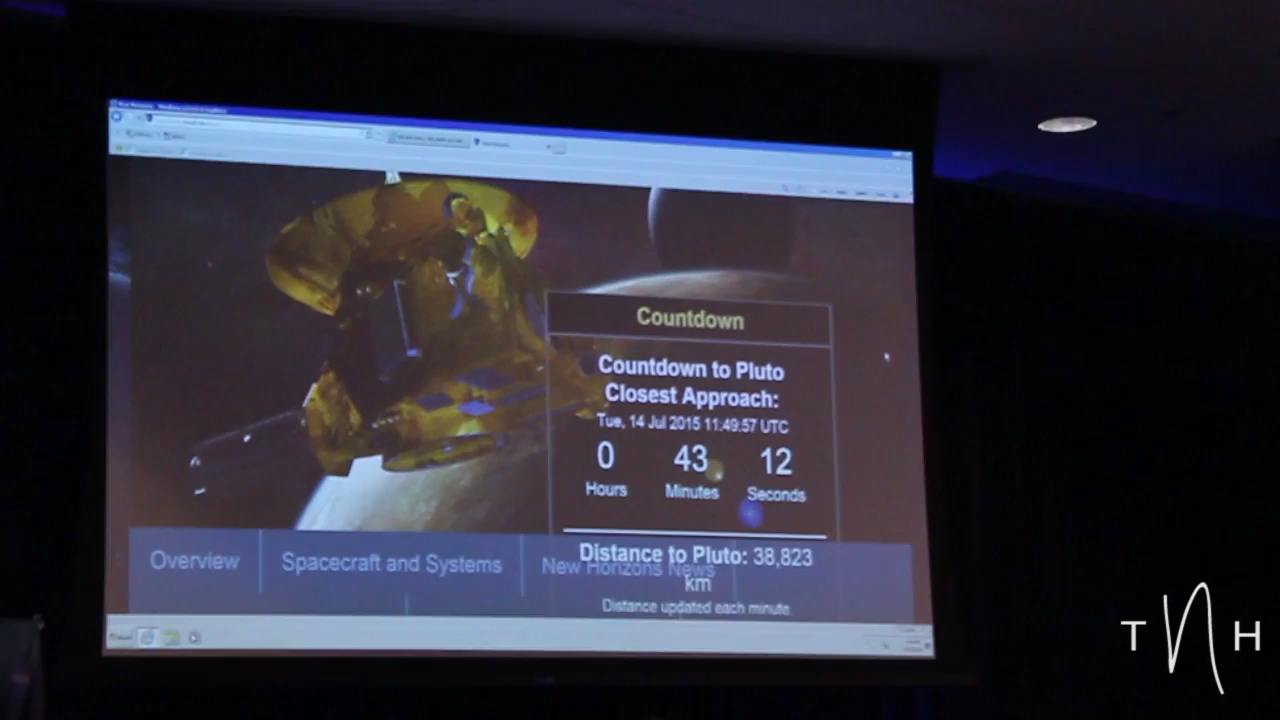 Countdown
Countdown to Pluto
Closest Approach:
Tue, 14 Jul 2015 11:49:57 UTC
0 43 12
Hours Minutes Seconds
Distance to Pluto: 38,823
km
Distance updated each minute
Overview Spacecraft and Systems New Horizons News
T N H